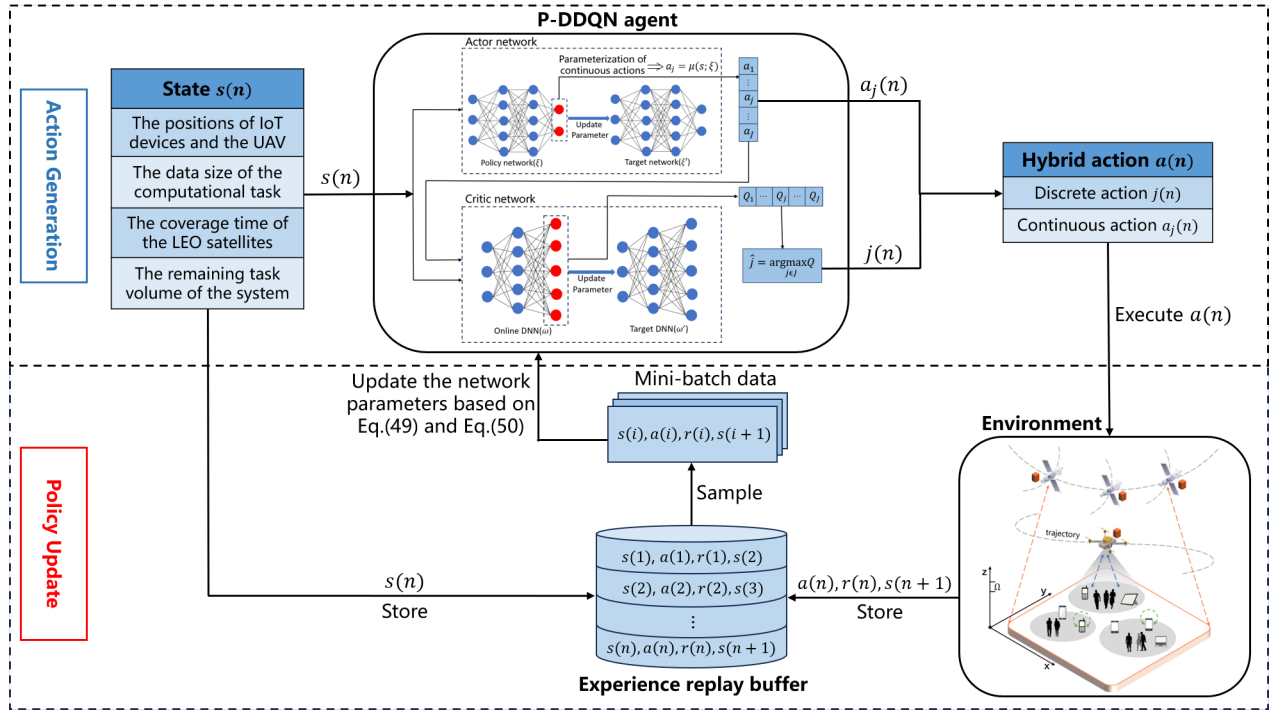 P-DDQN agent
Action Generation
State s(n)
The positions of IoT
devices and the UAV
The data size of the
computational task
The coverage time of
the LEO satellites
The remaining task
volume of the system
s(n)
Actor network
Parameterization of
continuous actions ⟹ a_j = μ(s; ξ)
Update
Parameter
Policy network(ξ)
Target network(ξ′)
a_1
⋮
a_j
⋮
a_J
Critic network
Update
Parameter
Online DNN(ω)
Target DNN(ω′)
Q_1 ⋯ Q_j ⋯ Q_J
ĵ = argmax Q
j∈J
a_j(n)
j(n)
Hybrid action a(n)
Discrete action j(n)
Continuous action a_j(n)
Execute a(n)
Policy Update
Update the network
parameters based on
Eq.(49) and Eq.(50)
Mini-batch data
s(i), a(i), r(i), s(i + 1)
Sample
s(1), a(1), r(1), s(2)
s(2), a(2), r(2), s(3)
⋮
s(n), a(n), r(n), s(n + 1)
Experience replay buffer
s(n)
Store
a(n), r(n), s(n + 1)
Store
Environment
trajectory
z
Ω
y
x